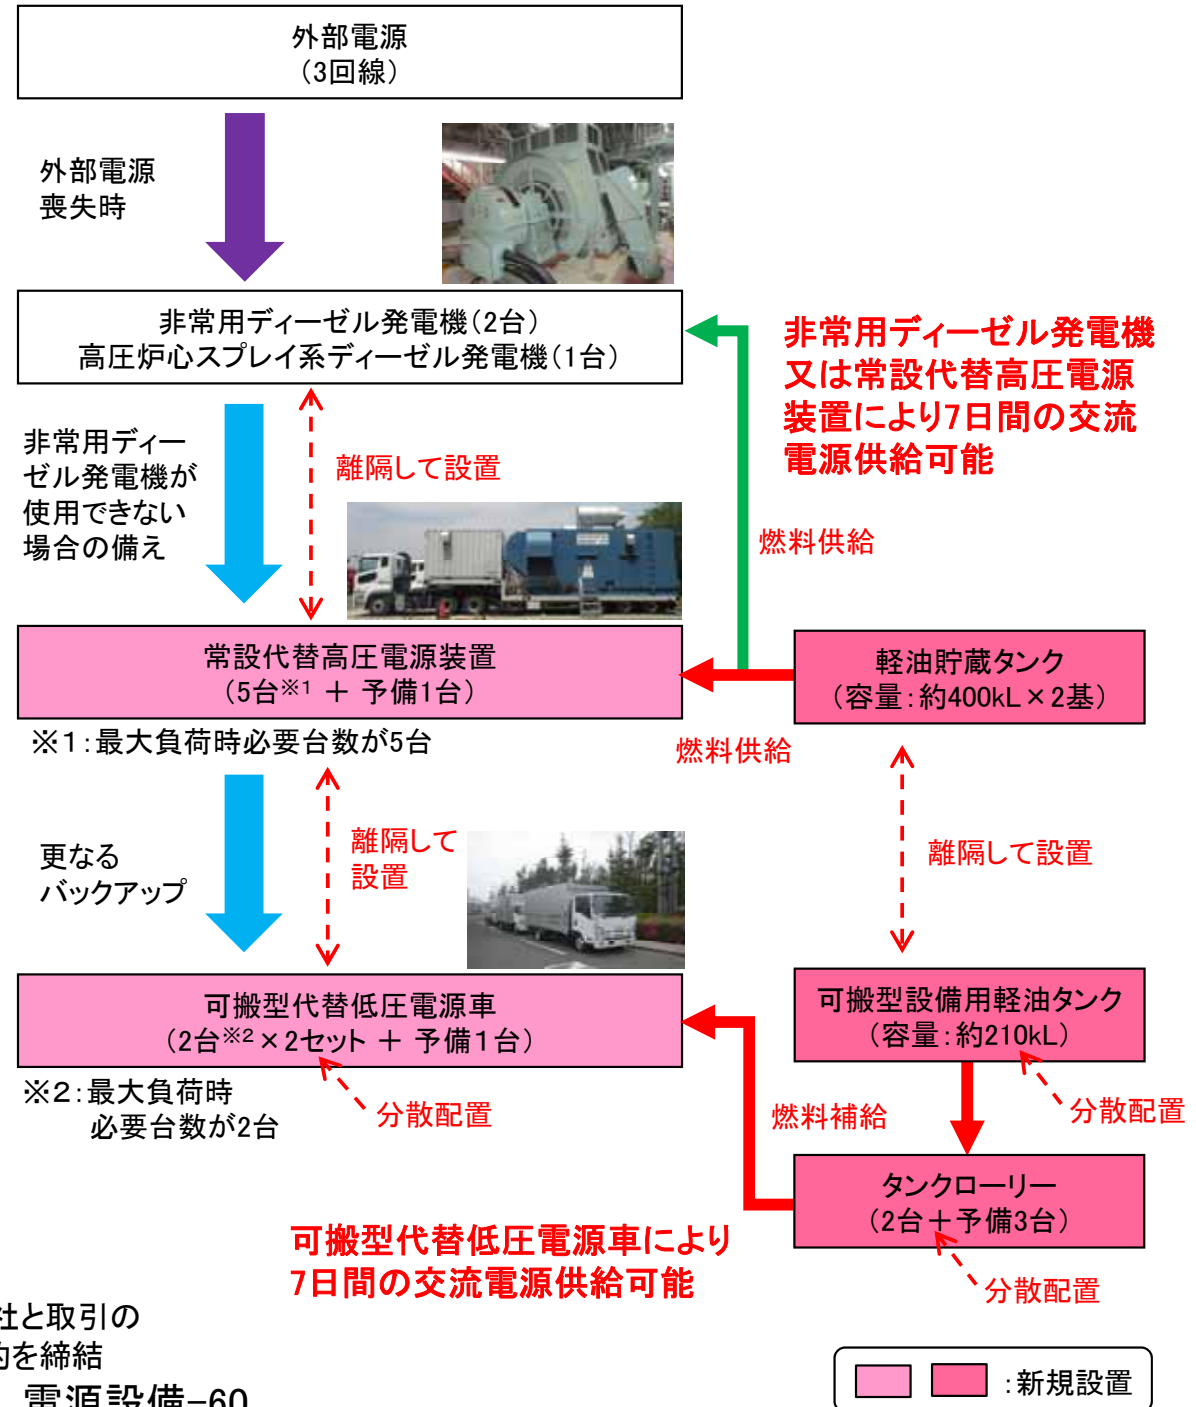 外部電源
（3回線）
外部電源
喪失時
非常用ディーゼル発電機（2台）
高圧炉心スプレイ系ディーゼル発電機（1台）
非常用ディーゼル発電機
又は常設代替高圧電源
装置により7日間の交流
電源供給可能
非常用ディー
ゼル発電機が
使用できない
場合の備え
離隔して設置
燃料供給
常設代替高圧電源装置
（5台※1 ＋ 予備1台）
軽油貯蔵タンク
（容量：約400kL×2基）
※1：最大負荷時必要台数が5台
燃料供給
更なる
バックアップ
離隔して
設置
離隔して設置
可搬型代替低圧電源車
（2台※2×2セット ＋ 予備1台）
可搬型設備用軽油タンク
（容量：約210kL）
※2：最大負荷時
必要台数が2台
分散配置
燃料補給
分散配置
タンクローリー
（2台＋予備3台）
可搬型代替低圧電源車により
7日間の交流電源供給可能
分散配置
社と取引の
約を締結
電源設備-60
：新規設置